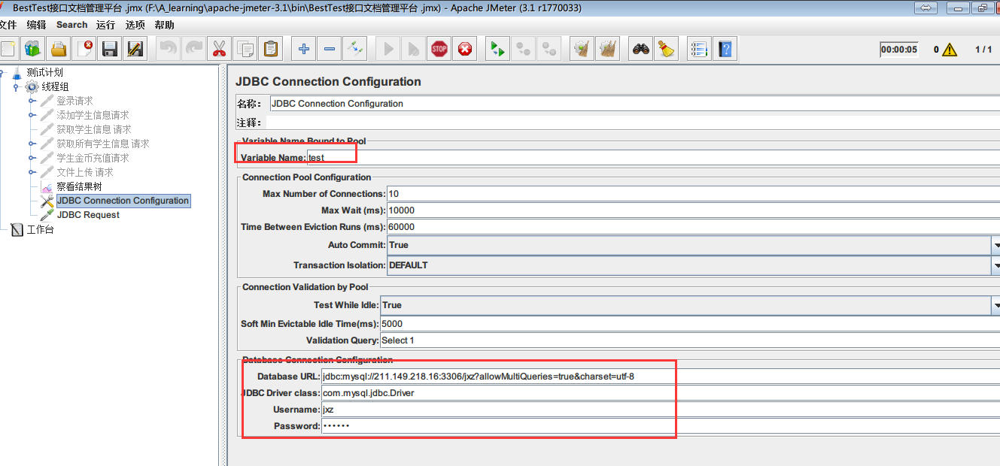 BestTest接口文档管理平台 .jmx (F:\A_learning\apache-jmeter-3.1\bin\BestTest接口文档管理平台 .jmx) - Apache JMeter (3.1 r1770033)
文件 编辑 Search 运行 选项 帮助
STOP
00:00:05 0 1 / 1
测试计划
线程组
登录请求
添加学生信息请求
获取学生信息 请求
获取所有学生信息 请求
学生金币充值请求
文件上传 请求
察看结果树
JDBC Connection Configuration
JDBC Request
工作台
JDBC Connection Configuration
名称: JDBC Connection Configuration
注释:
Variable Name Bound to Pool
Variable Name: test
Connection Pool Configuration
Max Number of Connections: 10
Max Wait (ms): 10000
Time Between Eviction Runs (ms): 60000
Auto Commit: True
Transaction Isolation: DEFAULT
Connection Validation by Pool
Test While Idle: True
Soft Min Evictable Idle Time(ms): 5000
Validation Query: Select 1
Database Connection Configuration
Database URL: jdbc:mysql://211.149.218.16:3306/jxz?allowMultiQueries=true&charset=utf-8
JDBC Driver class: com.mysql.jdbc.Driver
Username: jxz
Password: ••••••